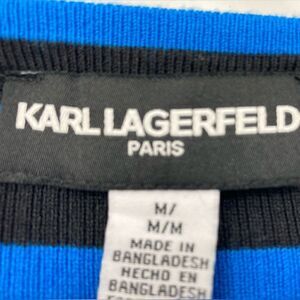 KARL LAGERFELD
PARIS
M/
M/M
MADE IN
BANGLADESH
HECHO EN
BANGLADESH